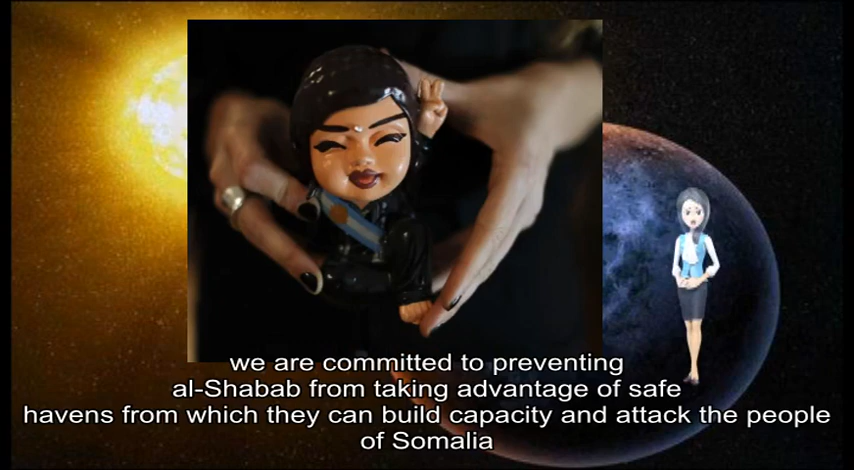 we are committed to preventing
al-Shabab from taking advantage of safe
havens from which they can build capacity and attack the people
of Somalia